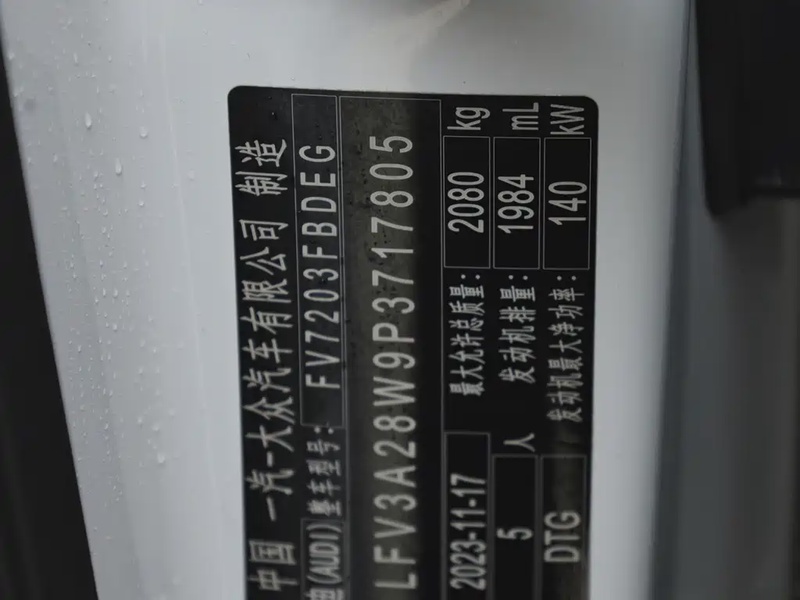 中国 一汽-大众汽车有限公司 制造
迪(AUDI) 整车型号: FV7203FBDEG
LFV3A28W9P3717805
2023-11-17 最大允许总质量: 2080 kg
5 人 发动机排量: 1984 mL
DTG 发动机最大净功率: 140 kW